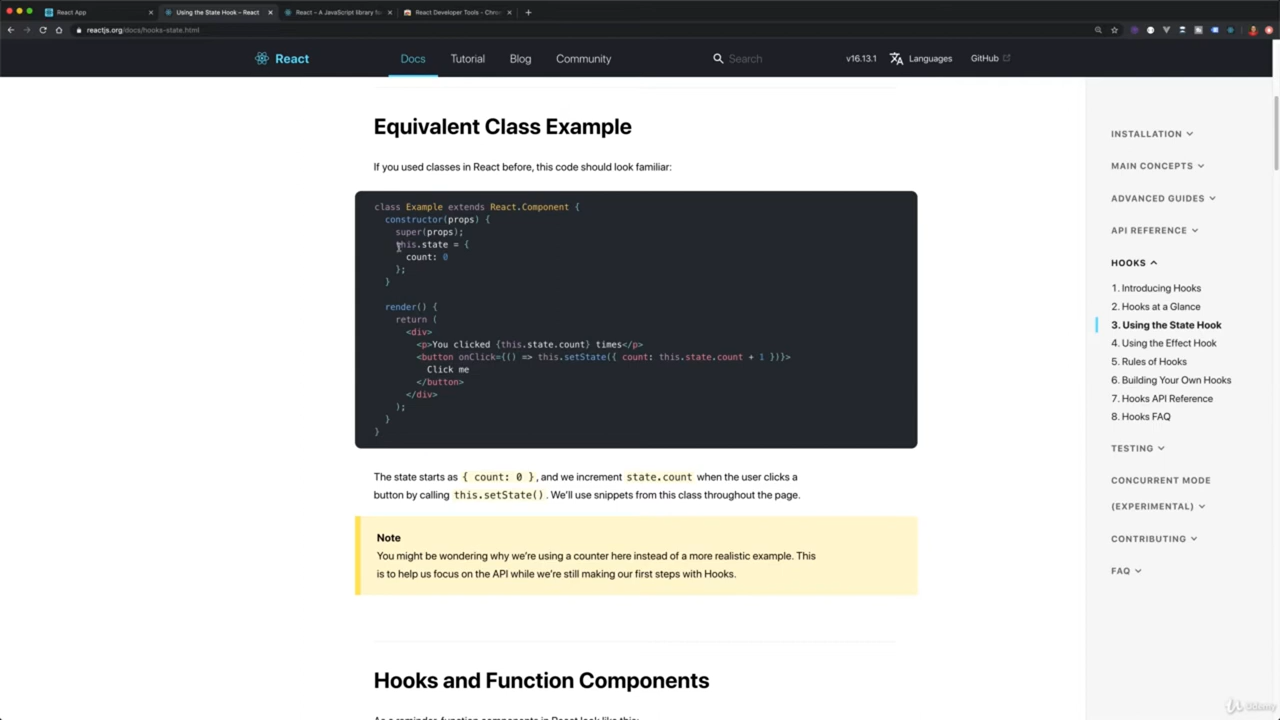 React App
Using the State Hook – React
React – A JavaScript library fo
React Developer Tools - Chro
reactjs.org/docs/hooks-state.html
React
Docs
Tutorial
Blog
Community
Search
v16.13.1
Languages
GitHub
Equivalent Class Example
If you used classes in React before, this code should look familiar:
class Example extends React.Component {
constructor(props) {
super(props);
this.state = {
count: 0
};
}
render() {
return (
<div>
<p>You clicked {this.state.count} times</p>
<button onClick={() => this.setState({ count: this.state.count + 1 })}>
Click me
</button>
</div>
);
}
}
The state starts as { count: 0 }, and we increment state.count when the user clicks a
button by calling this.setState(). We’ll use snippets from this class throughout the page.
Note
You might be wondering why we’re using a counter here instead of a more realistic example. This
is to help us focus on the API while we’re still making our first steps with Hooks.
Hooks and Function Components
As a reminder, function components in React look like this:
INSTALLATION
MAIN CONCEPTS
ADVANCED GUIDES
API REFERENCE
HOOKS
1. Introducing Hooks
2. Hooks at a Glance
3. Using the State Hook
4. Using the Effect Hook
5. Rules of Hooks
6. Building Your Own Hooks
7. Hooks API Reference
8. Hooks FAQ
TESTING
CONCURRENT MODE
(EXPERIMENTAL)
CONTRIBUTING
FAQ
Udemy